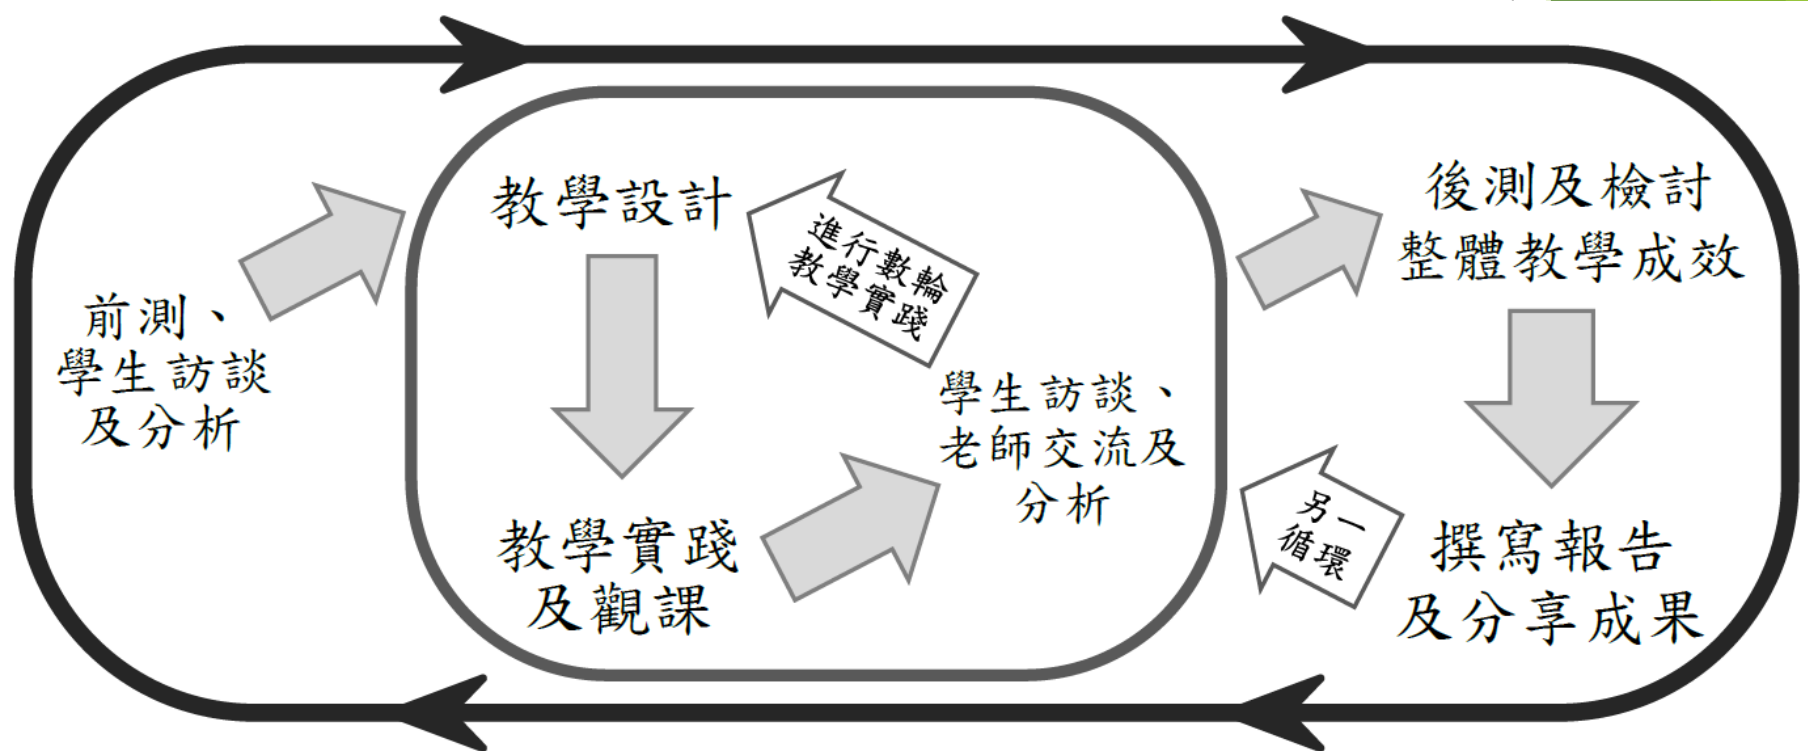 前測、
學生訪談
及分析
教學設計
進行數輪
教學實踐
教學實踐
及觀課
學生訪談、
老師交流及
分析
後測及檢討
整體教學成效
撰寫報告
及分享成果
另一
循環